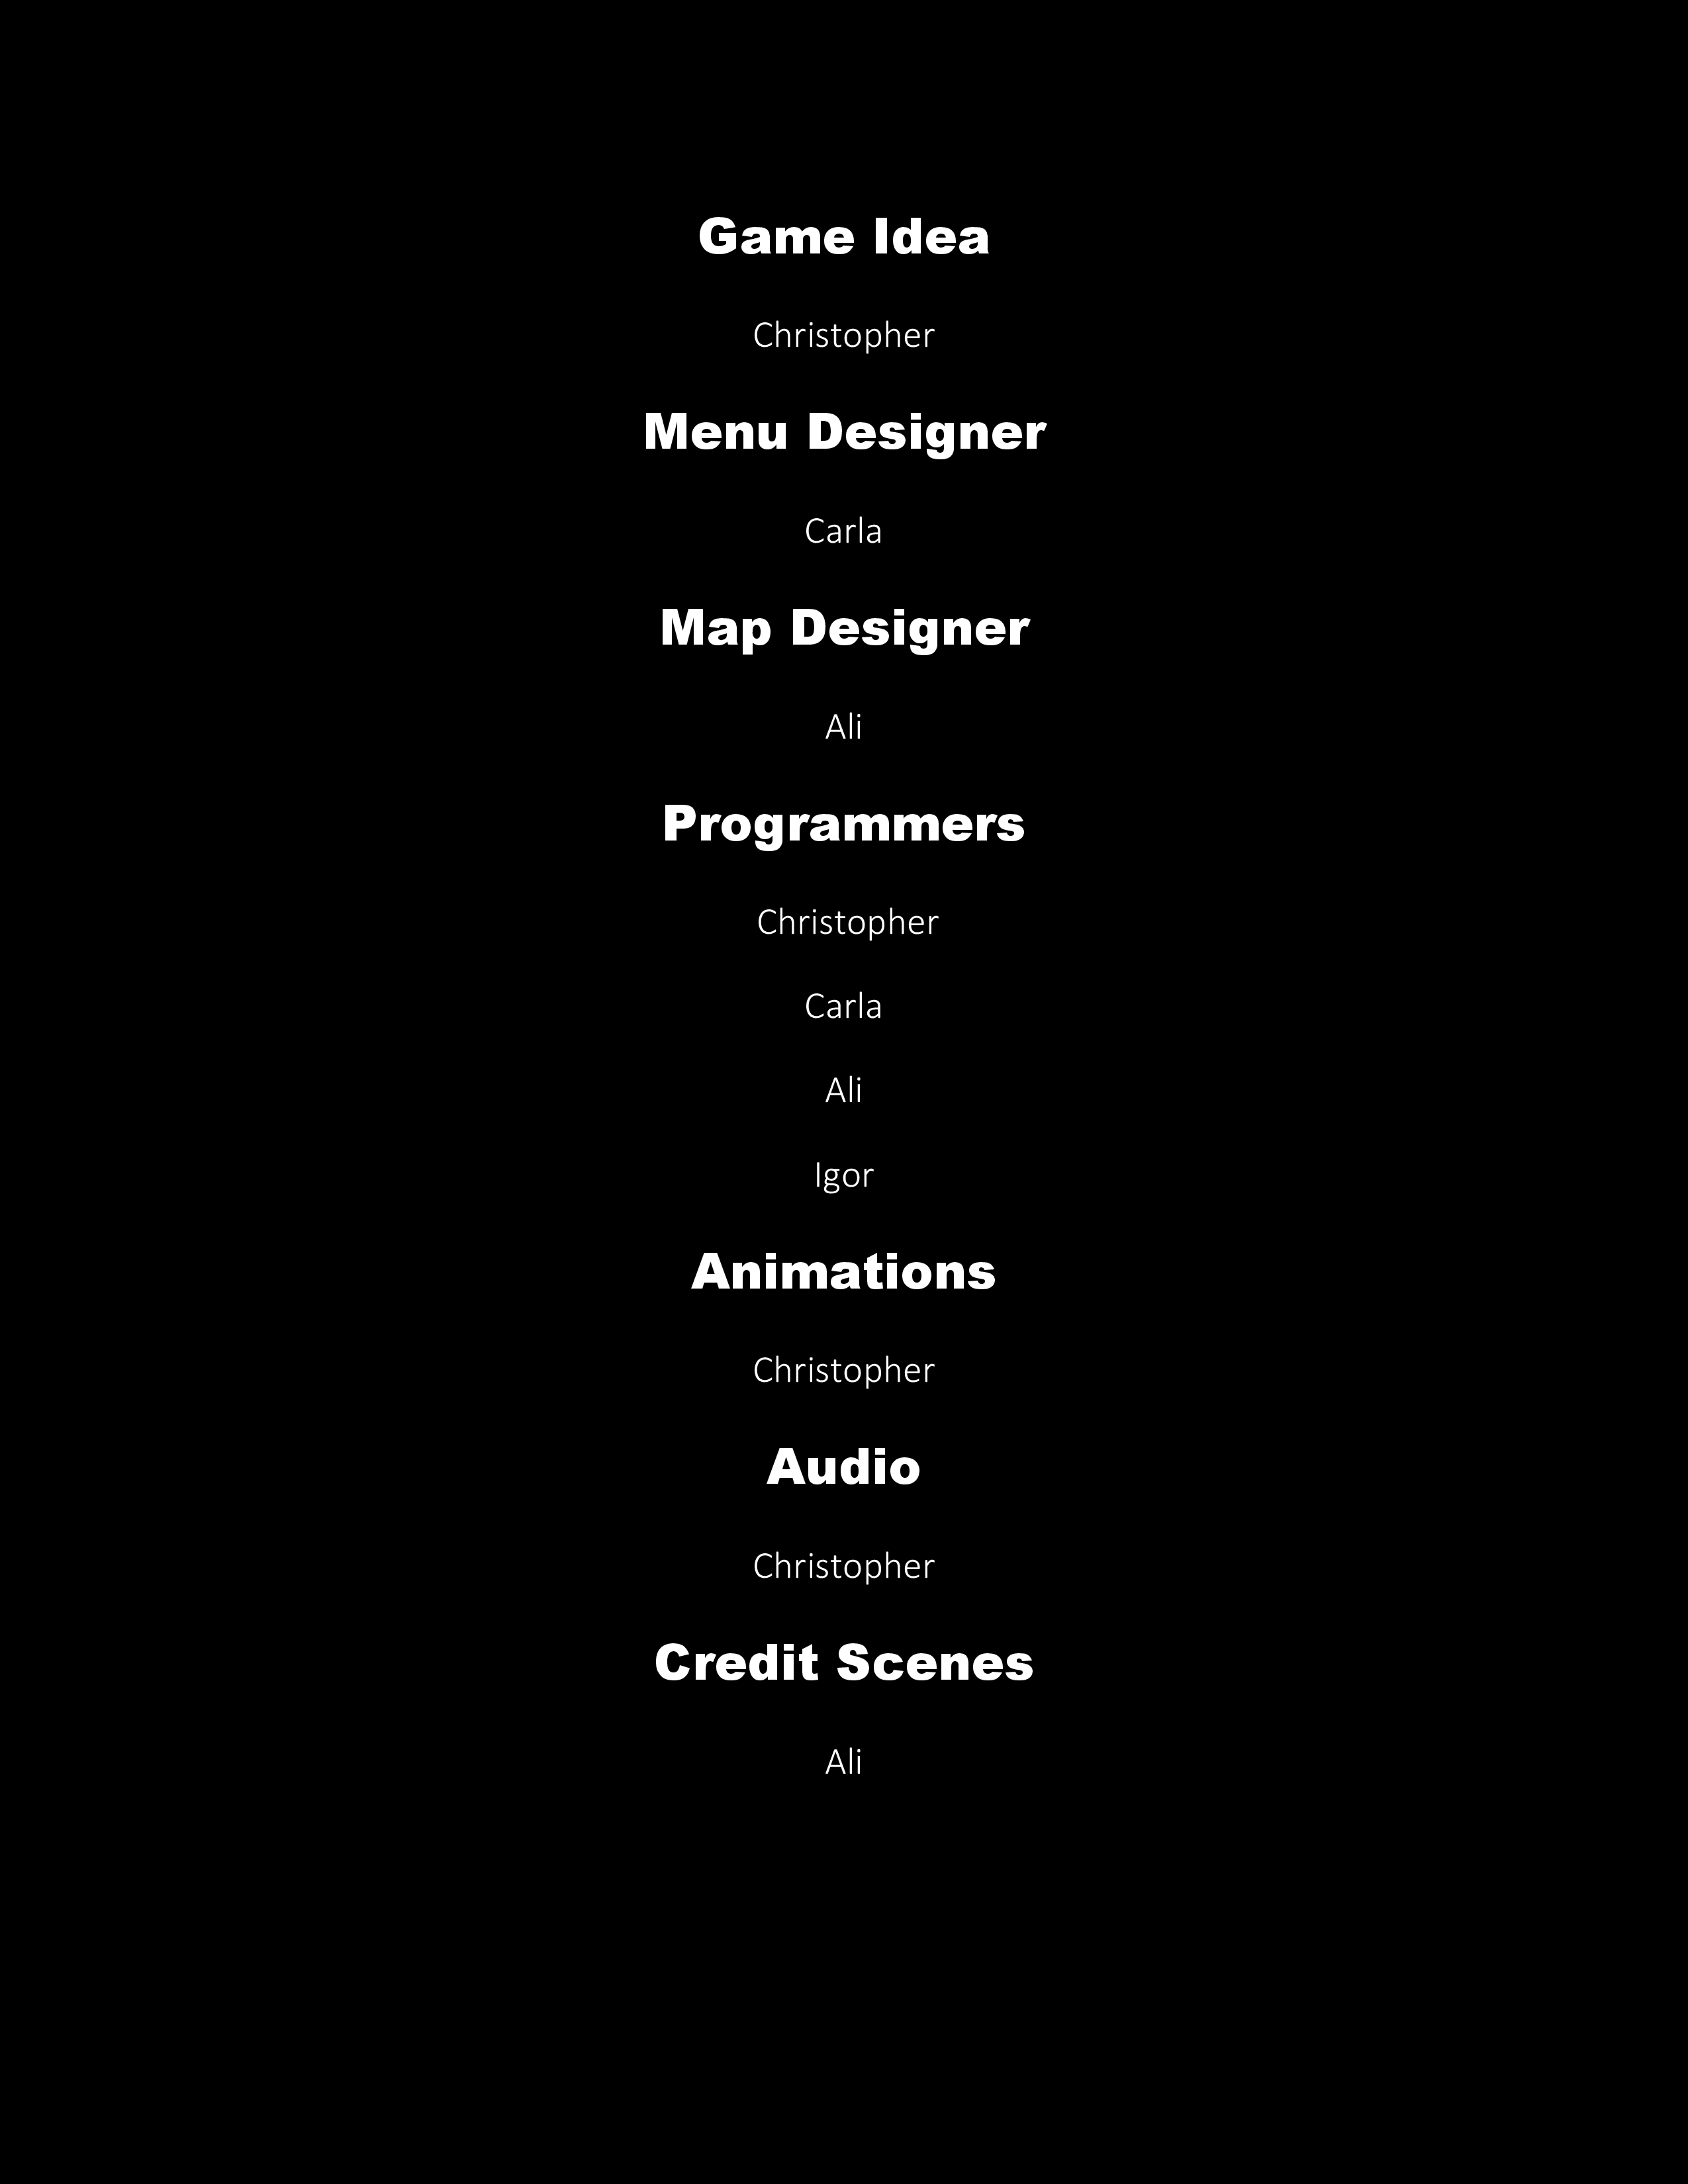 Game Idea
Christopher
Menu Designer
Carla
Map Designer
Ali
Programmers
Christopher
Carla
Ali
Igor
Animations
Christopher
Audio
Christopher
Credit Scenes
Ali